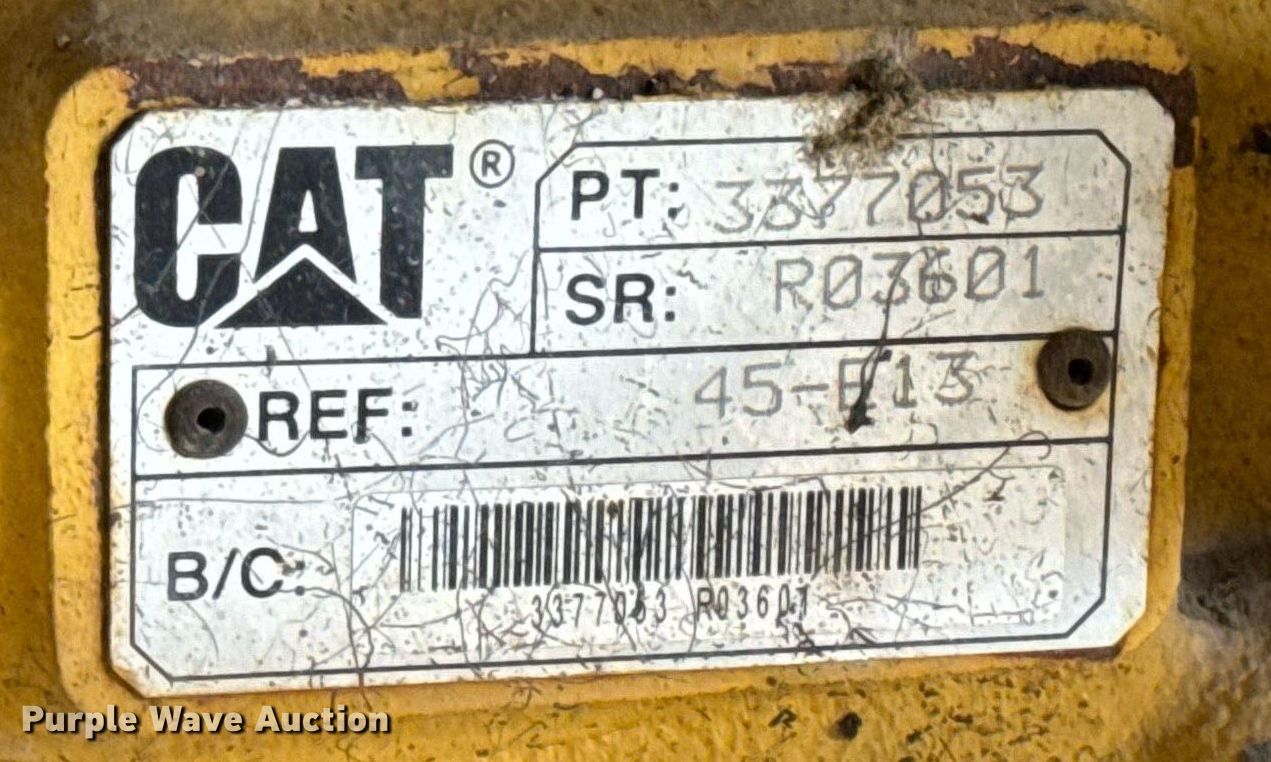 CAT®
PT: 3377053
SR: R03601
REF: 45-E13
B/C:
3377053 R03601
Purple Wave Auction